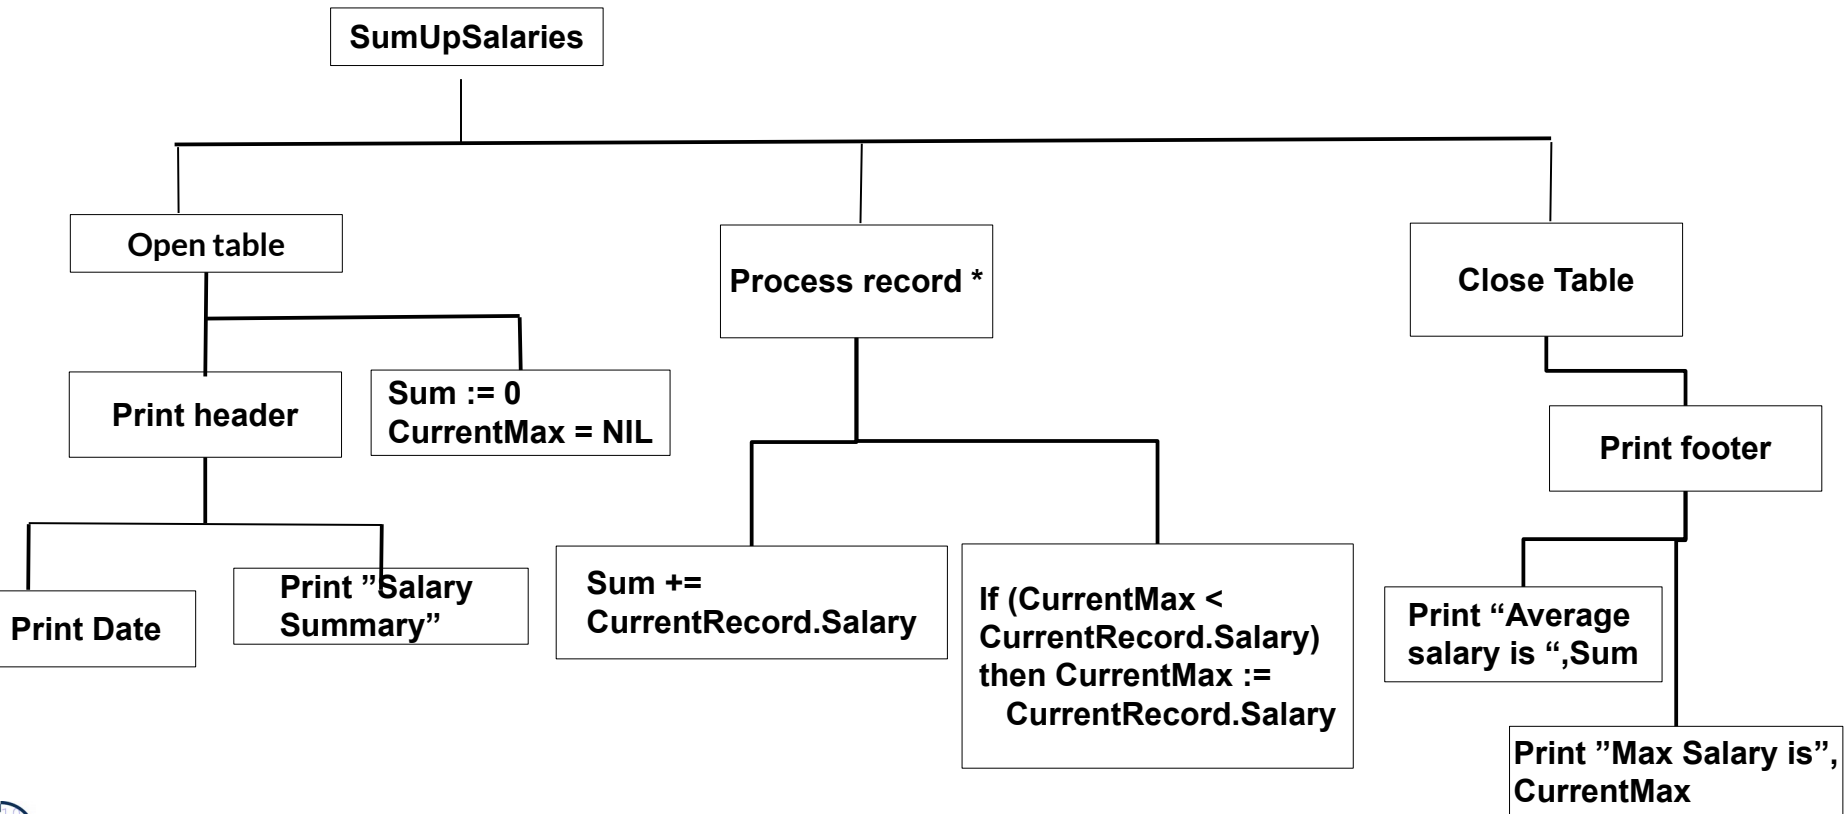 SumUpSalaries
Open table
Process record *
Close Table
Print header
Sum := 0
CurrentMax = NIL
Print footer
Print Date
Print ”Salary
Summary”
Sum +=
CurrentRecord.Salary
If (CurrentMax <
CurrentRecord.Salary)
then CurrentMax :=
CurrentRecord.Salary
Print “Average
salary is “,Sum
Print ”Max Salary is”,
CurrentMax